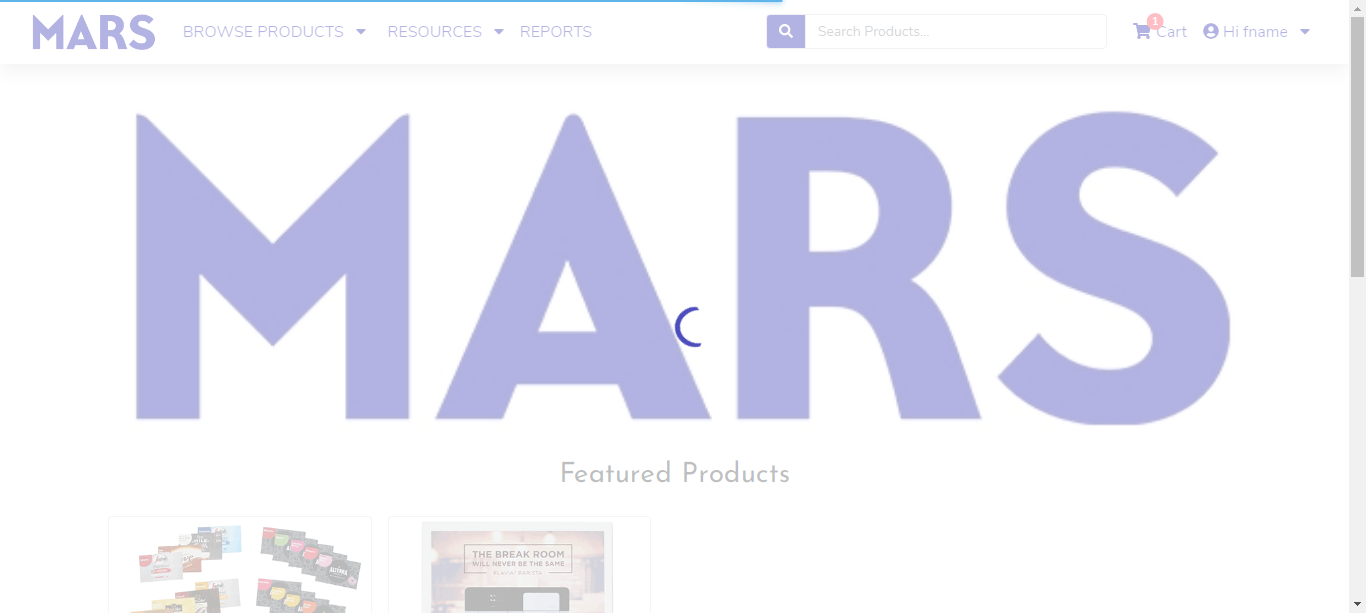 MARS
BROWSE PRODUCTS
RESOURCES
REPORTS
Search Products...
1
Cart
Hi fname
MARS
Featured Products
THE BREAK ROOM
WILL NEVER BE THE SAME